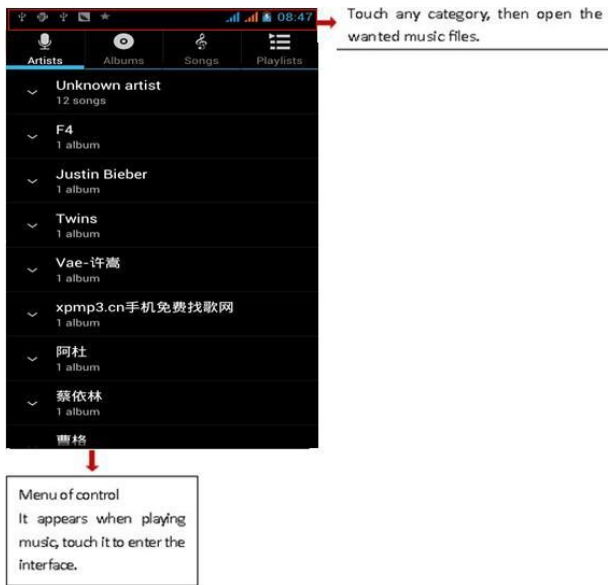 08:47
Touch any category, then open the
wanted music files.
Artists Albums Songs Playlists
Unknown artist
12 songs
F4
1 album
Justin Bieber
1 album
Twins
1 album
Vae-许嵩
1 album
xpmp3.cn手机免费找歌网
1 album
阿杜
1 album
蔡依林
1 album
曹格
Menu of control
It appears when playing
music, touch it to enter the
interface.